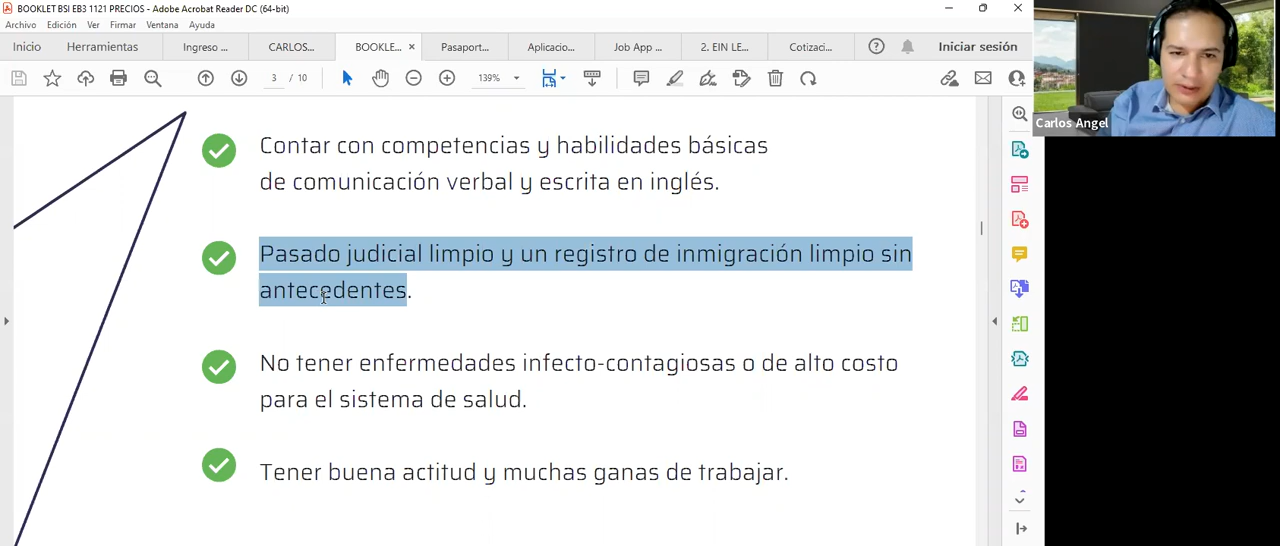 BOOKLET BSI EB3 1121 PRECIOS - Adobe Acrobat Reader DC (64-bit)
Archivo Edición Ver Firmar Ventana Ayuda
Inicio Herramientas Ingreso ... CARLOS... BOOKLE... × Pasaport... Aplicacio... Job App ... 2. EIN LE... Cotizaci... Iniciar sesión
3 / 10 139%
Carlos Angel
Contar con competencias y habilidades básicas
de comunicación verbal y escrita en inglés.
Pasado judicial limpio y un registro de inmigración limpio sin
antecedentes.
No tener enfermedades infecto-contagiosas o de alto costo
para el sistema de salud.
Tener buena actitud y muchas ganas de trabajar.